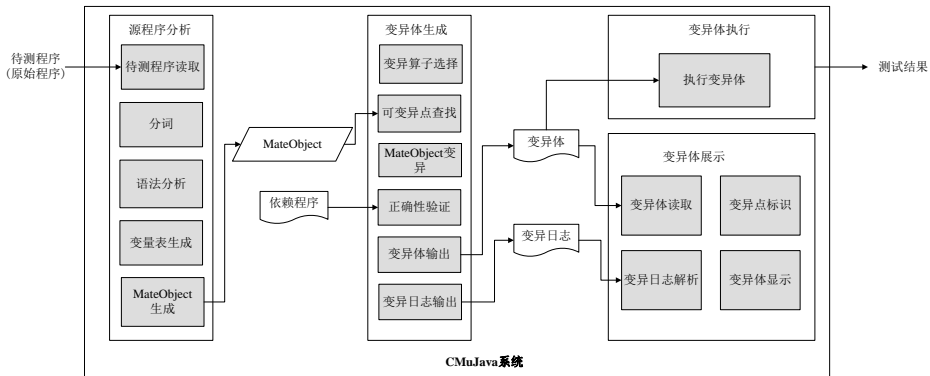 待测程序
(原始程序)
源程序分析
待测程序读取
分词
语法分析
变量表生成
MateObject
生成
MateObject
依赖程序
变异体生成
变异算子选择
可变异点查找
MateObject变
异
正确性验证
变异体输出
变异日志输出
变异体
变异日志
变异体执行
执行变异体
变异体展示
变异体读取
变异点标识
变异日志解析
变异体显示
测试结果
CMuJava系统